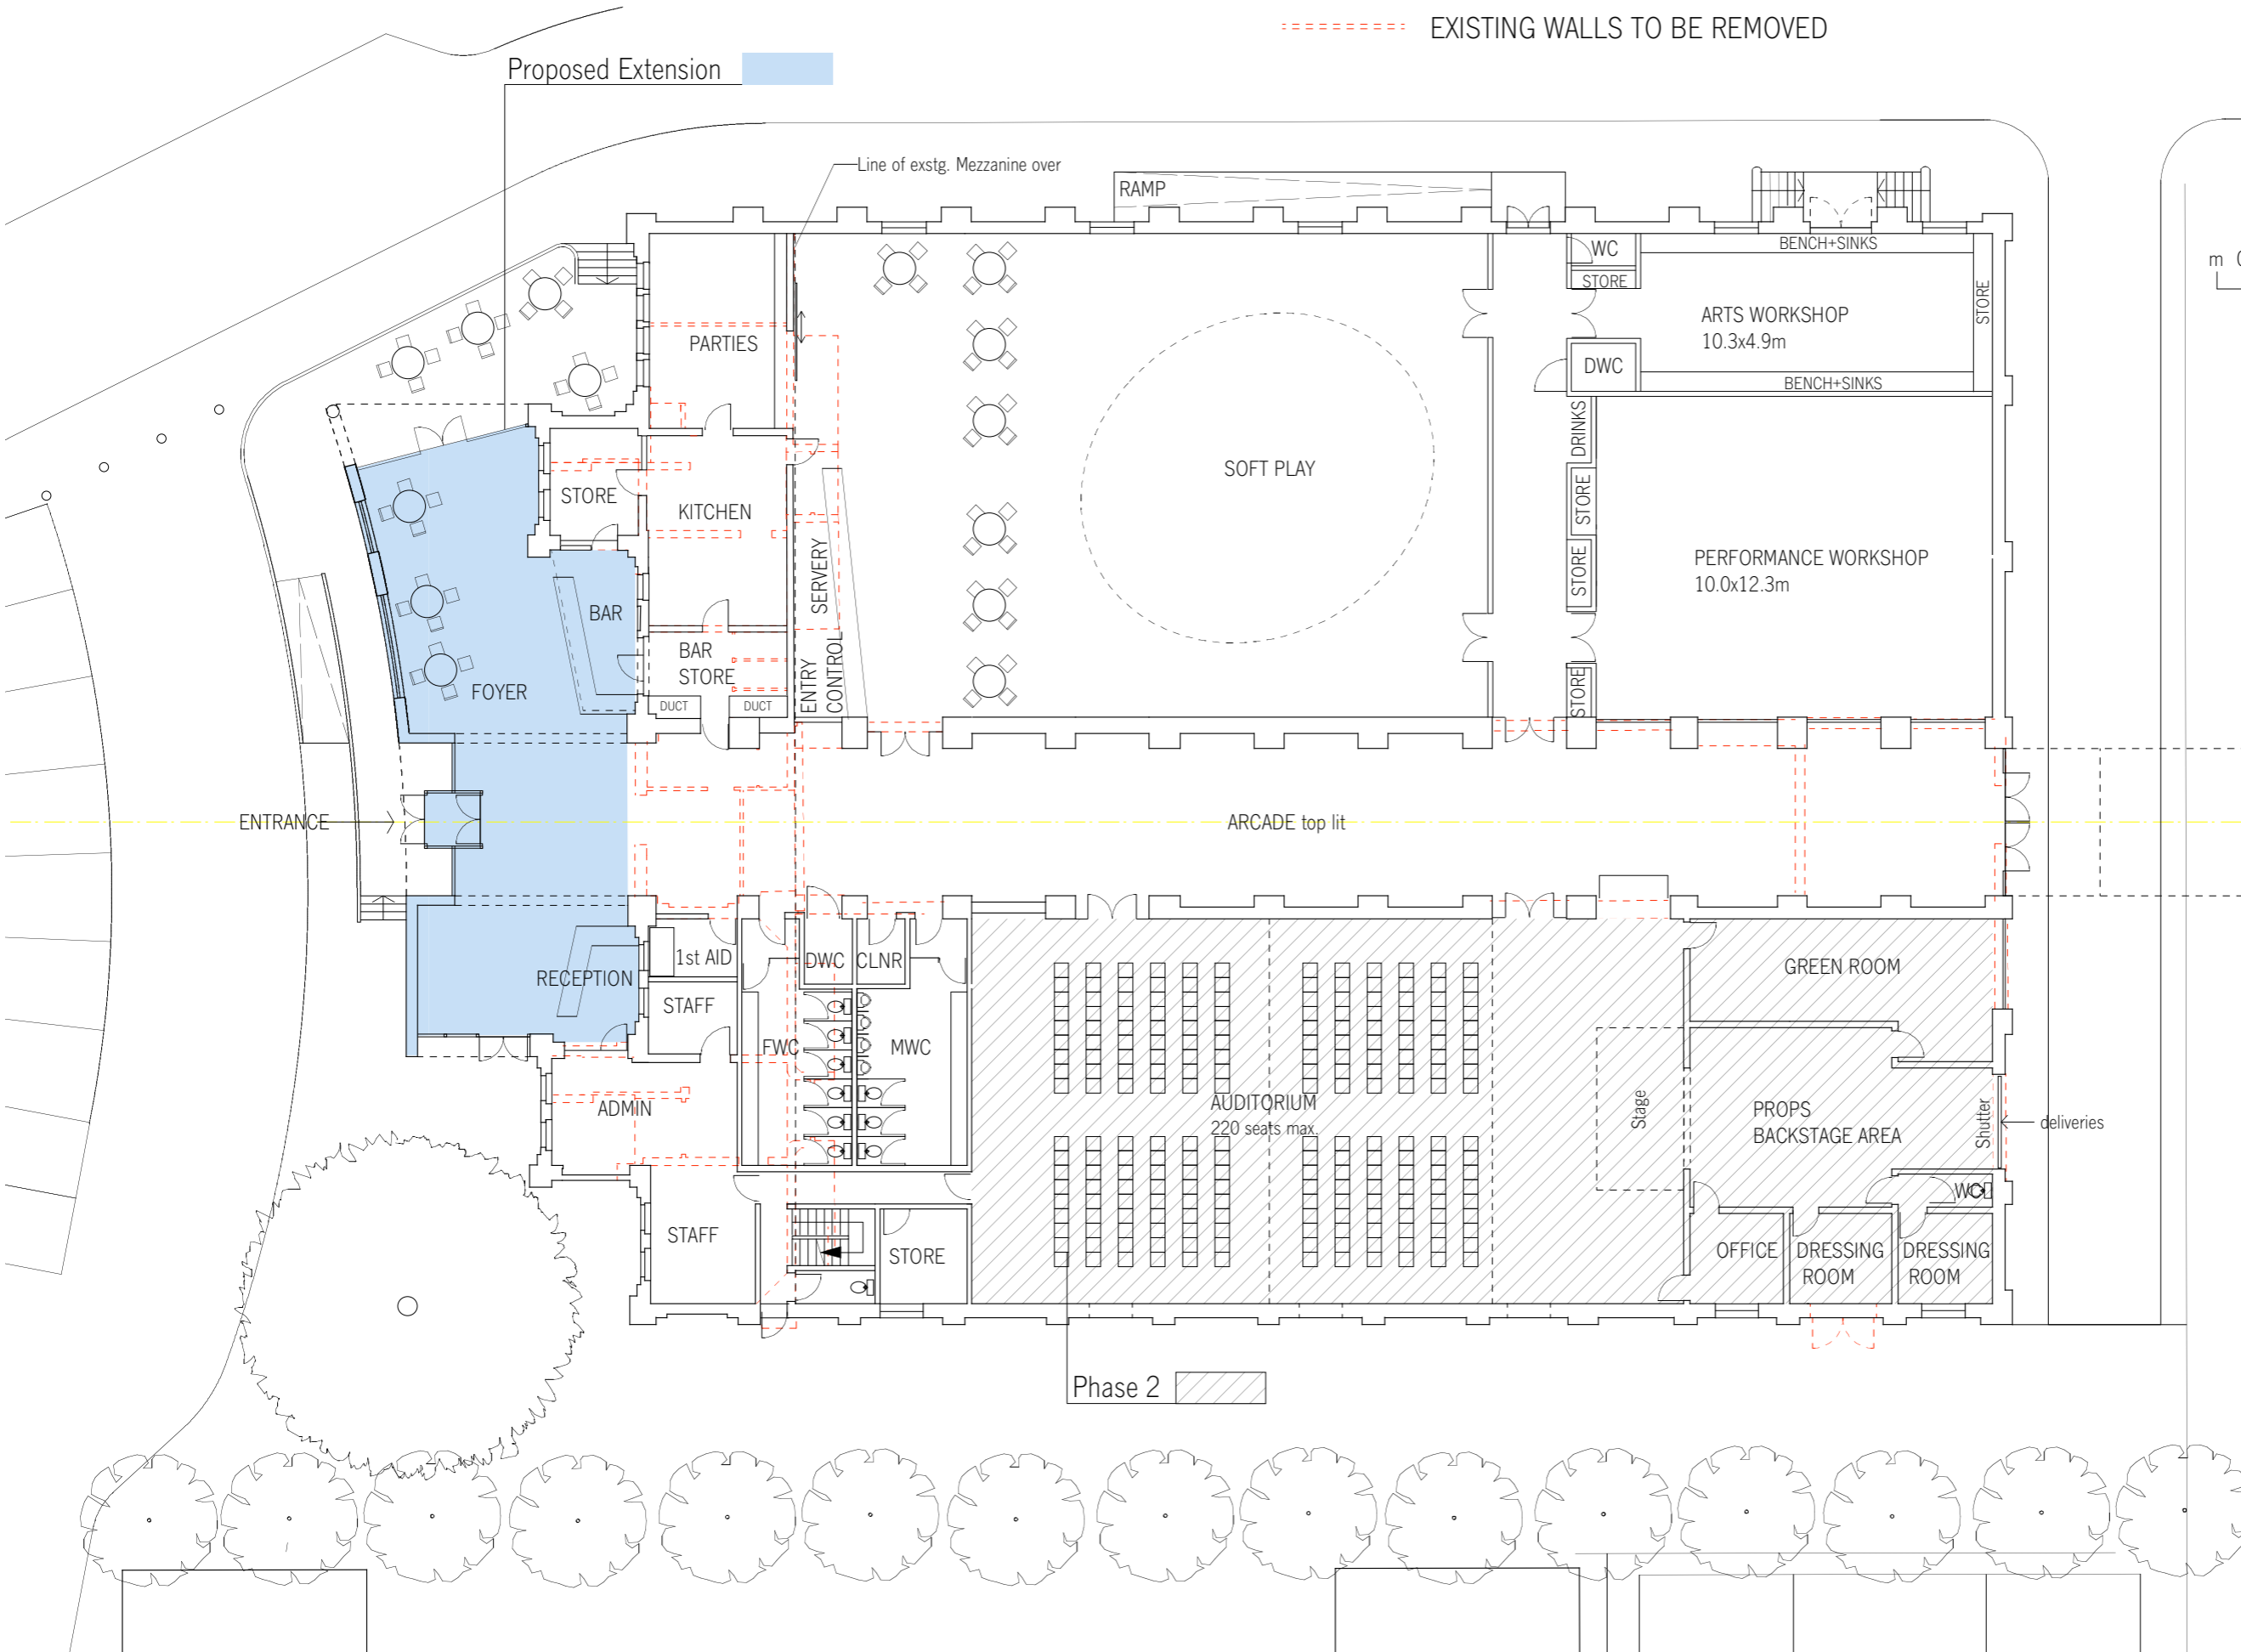 EXISTING WALLS TO BE REMOVED
Proposed Extension
Line of exstg. Mezzanine over
RAMP
WC
BENCH+SINKS
STORE
STORE
ARTS WORKSHOP
10.3x4.9m
m 0
PARTIES
DWC
BENCH+SINKS
DRINKS
SOFT PLAY
STORE
KITCHEN
STORE
SERVERY
STORE
PERFORMANCE WORKSHOP
10.0x12.3m
BAR
BAR
STORE
ENTRY
CONTROL
FOYER
STORE
DUCT
DUCT
ENTRANCE
ARCADE top lit
1st AID
DWC
CLNR
RECEPTION
GREEN ROOM
STAFF
FWC
MWC
ADMIN
AUDITORIUM
220 seats max.
Stage
PROPS
BACKSTAGE AREA
Shutter
deliveries
WC
STAFF
STORE
OFFICE
DRESSING
ROOM
DRESSING
ROOM
Phase 2